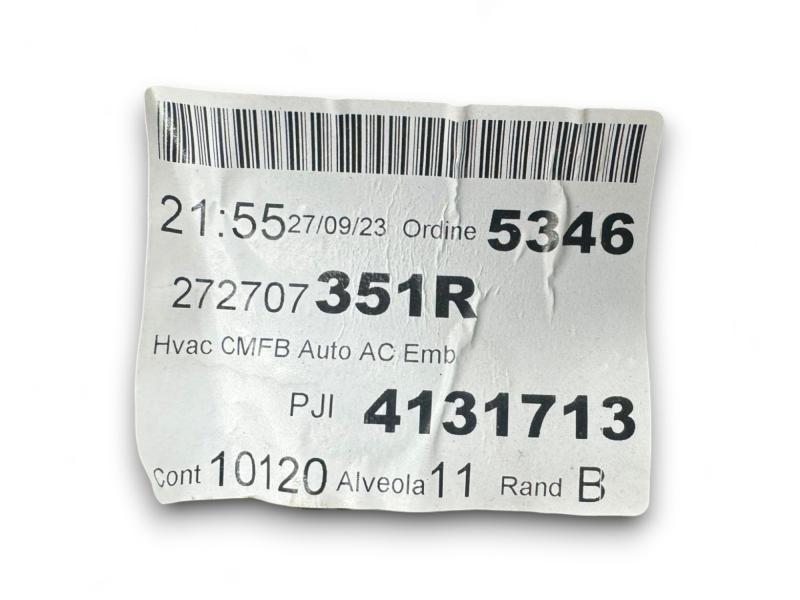 21:55 27/09/23 Ordine 5346
272707 351R
Hvac CMFB Auto AC Emb
PJI 4131713
Cont 10120 Alveola 11 Rand B